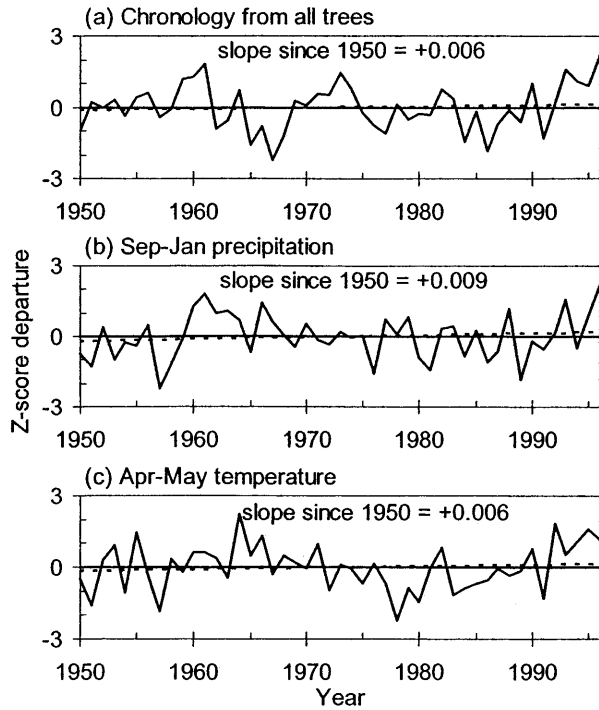 (a) Chronology from all trees
slope since 1950 = +0.006
3
0
-3
1950 1960 1970 1980 1990
(b) Sep-Jan precipitation
slope since 1950 = +0.009
3
0
-3
1950 1960 1970 1980 1990
(c) Apr-May temperature
slope since 1950 = +0.006
3
0
-3
1950 1960 1970 1980 1990
Year
Z-score departure